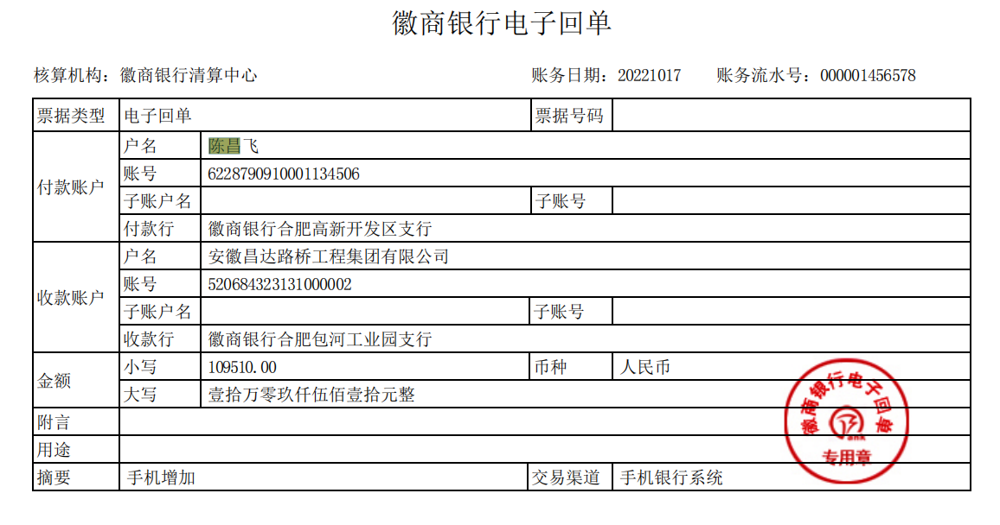 徽商银行电子回单
核算机构：徽商银行清算中心 账务日期：20221017 账务流水号：000001456578
票据类型 电子回单 票据号码
付款账户
户名 陈昌飞
账号 6228790910001134506
子账户名 子账号
付款行 徽商银行合肥高新开发区支行
收款账户
户名 安徽昌达路桥工程集团有限公司
账号 520684323131000002
子账户名 子账号
收款行 徽商银行合肥包河工业园支行
金额
小写 109510.00 币种 人民币
大写 壹拾万零玖仟伍佰壹拾元整
附言
用途
摘要 手机增加 交易渠道 手机银行系统
徽商银行电子回单
专用章